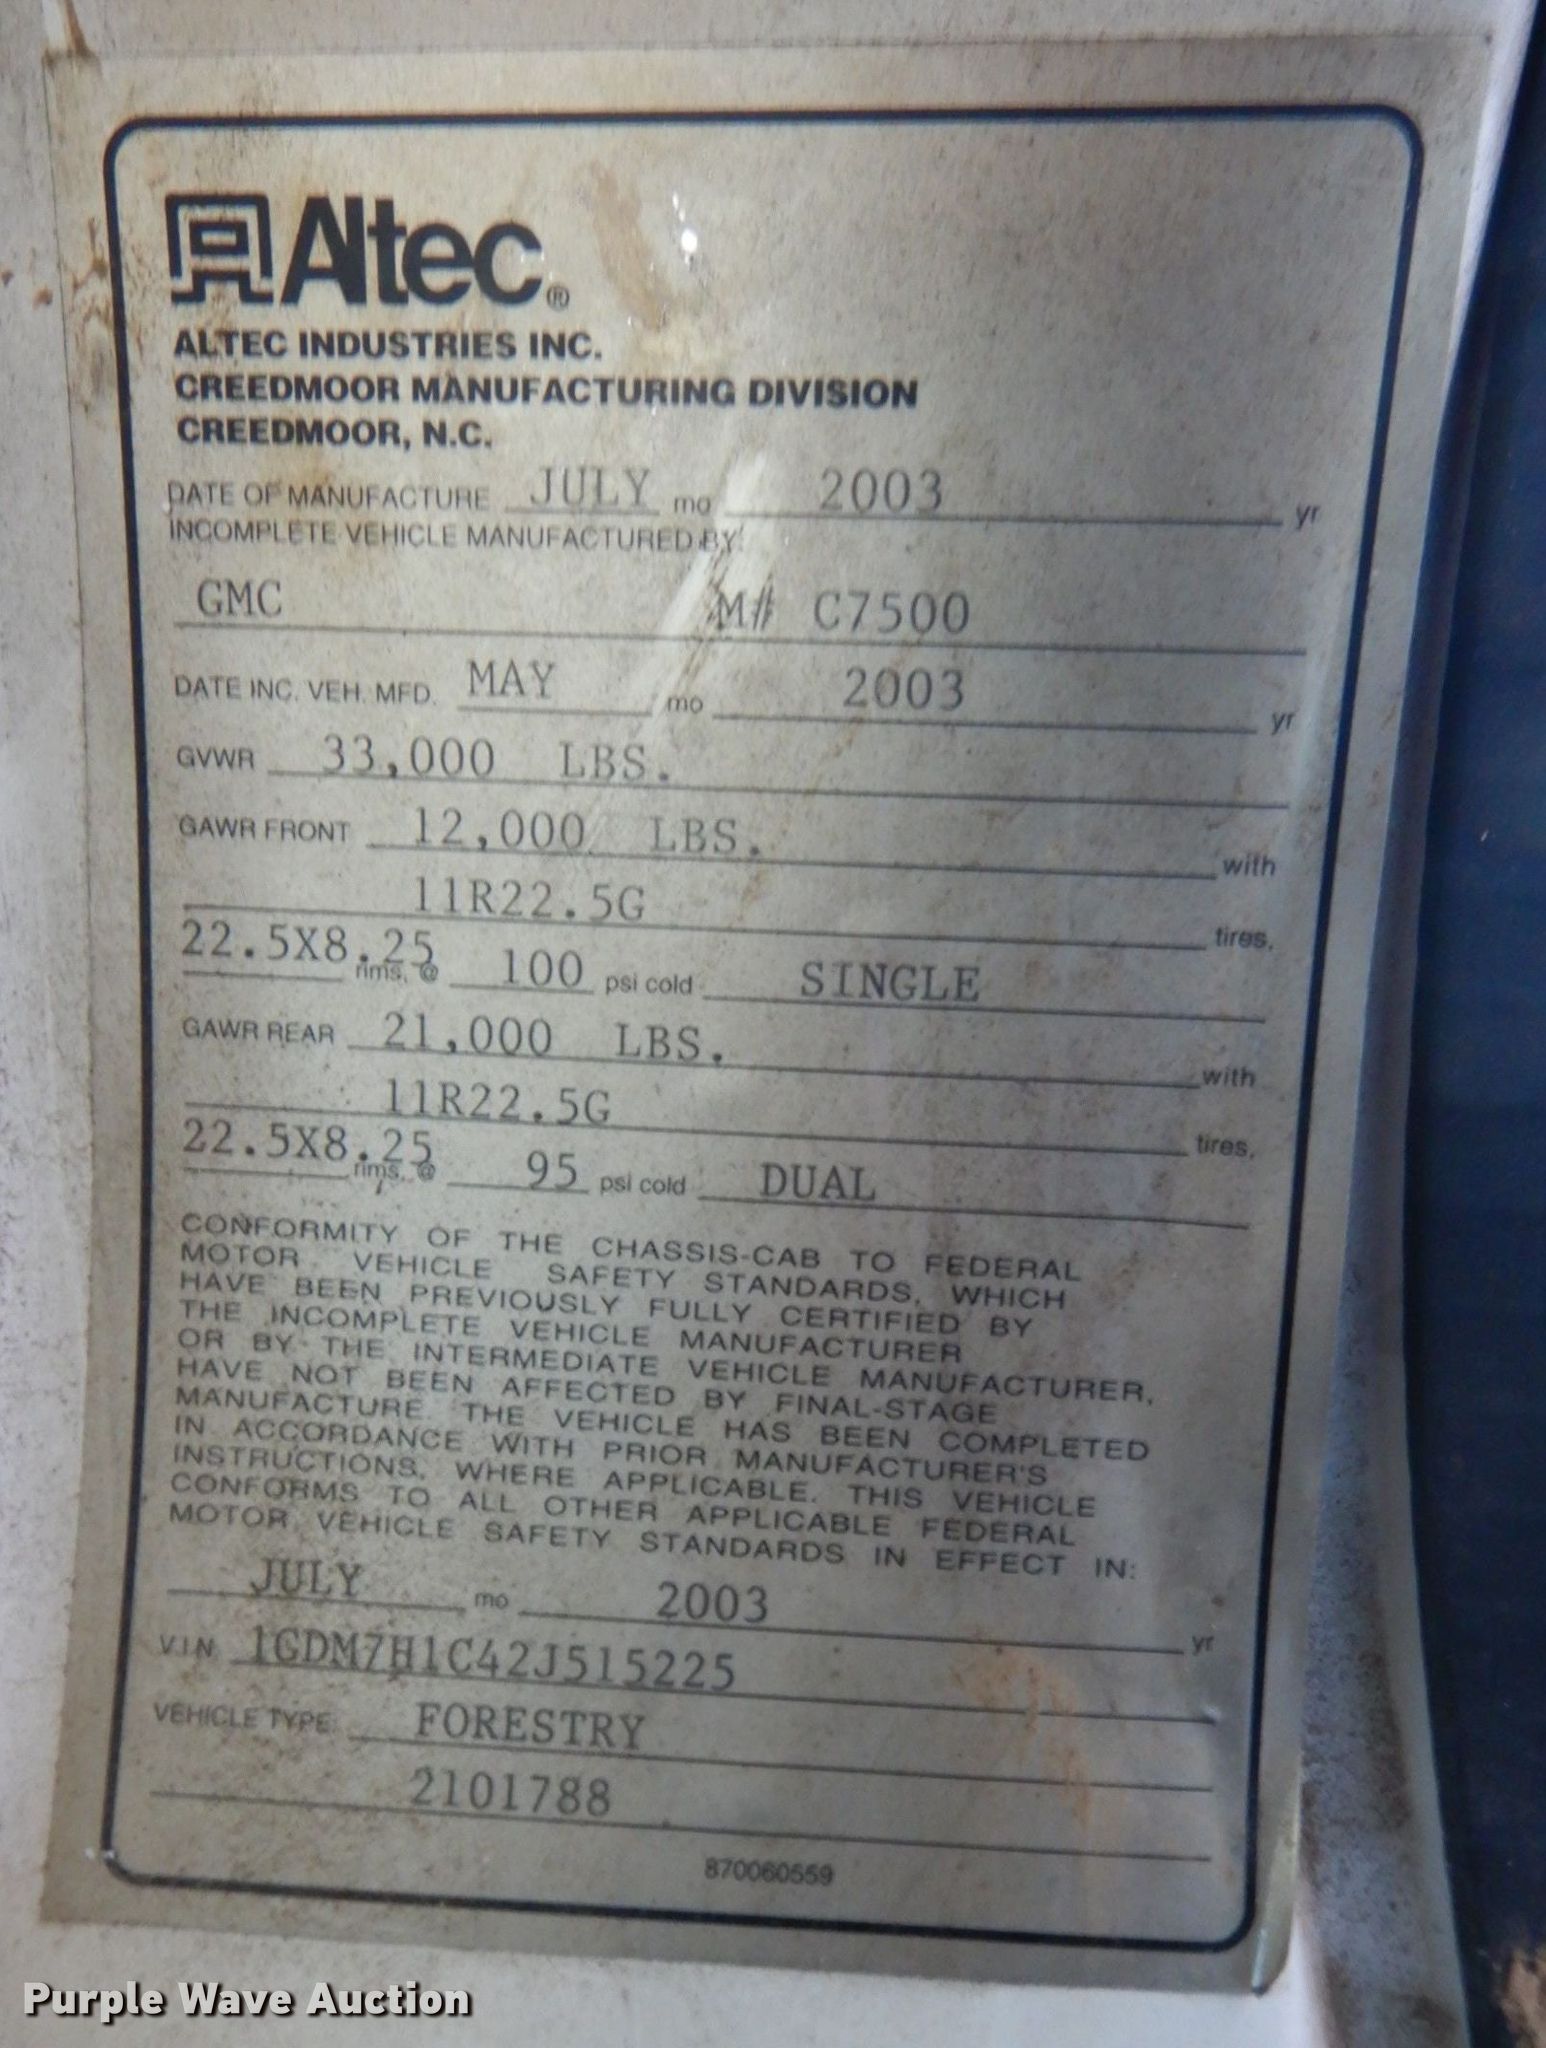 Altec®
ALTEC INDUSTRIES INC.
CREEDMOOR MANUFACTURING DIVISION
CREEDMOOR, N.C.
DATE OF MANUFACTURE JULY mo 2003 yr
INCOMPLETE VEHICLE MANUFACTURED BY:
GMC M# C7500
DATE INC. VEH. MFD. MAY mo 2003 yr
GVWR 33,000 LBS.
GAWR FRONT 12,000 LBS. with
11R22.5G tires,
22.5X8.25 rims, @ 100 psi cold SINGLE
GAWR REAR 21,000 LBS. with
11R22.5G tires,
22.5X8.25 rims, @ 95 psi cold DUAL
CONFORMITY OF THE CHASSIS-CAB TO FEDERAL
MOTOR VEHICLE SAFETY STANDARDS, WHICH
HAVE BEEN PREVIOUSLY FULLY CERTIFIED BY
THE INCOMPLETE VEHICLE MANUFACTURER
OR BY THE INTERMEDIATE VEHICLE MANUFACTURER,
HAVE NOT BEEN AFFECTED BY FINAL-STAGE
MANUFACTURE. THE VEHICLE HAS BEEN COMPLETED
IN ACCORDANCE WITH PRIOR MANUFACTURER'S
INSTRUCTIONS, WHERE APPLICABLE. THIS VEHICLE
CONFORMS TO ALL OTHER APPLICABLE FEDERAL
MOTOR VEHICLE SAFETY STANDARDS IN EFFECT IN:
JULY mo 2003 yr
V.I.N 1GDM7H1C42J515225
VEHICLE TYPE: FORESTRY
2101788
870060559
Purple Wave Auction